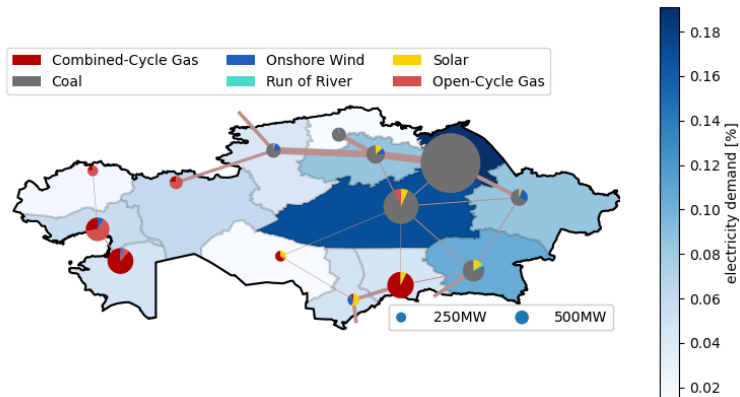 Combined-Cycle Gas Onshore Wind Solar
Coal Run of River Open-Cycle Gas
250MW 500MW
0.18
0.16
0.14
0.12
0.10
0.08
0.06
0.04
0.02
electricity demand [%]